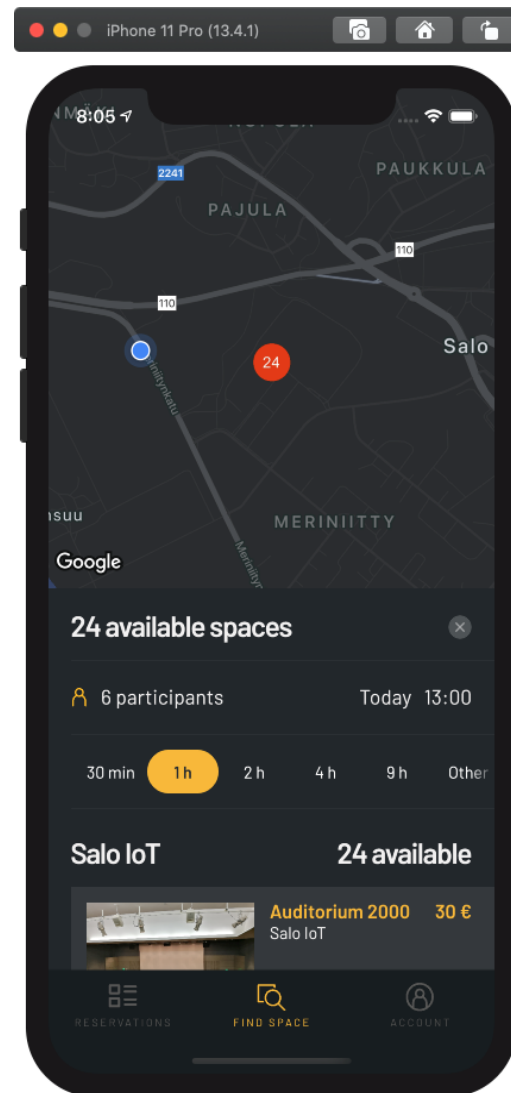 iPhone 11 Pro (13.4.1)
8:05
2241
PAUKKULA
PAJULA
110
110
Salo
24
Meriniitynkatu
MERINIITTY
Google
24 available spaces
6 participants Today 13:00
30 min 1 h 2 h 4 h 9 h Other
Salo IoT 24 available
Auditorium 2000 30 €
Salo IoT
RESERVATIONS FIND SPACE ACCOUNT